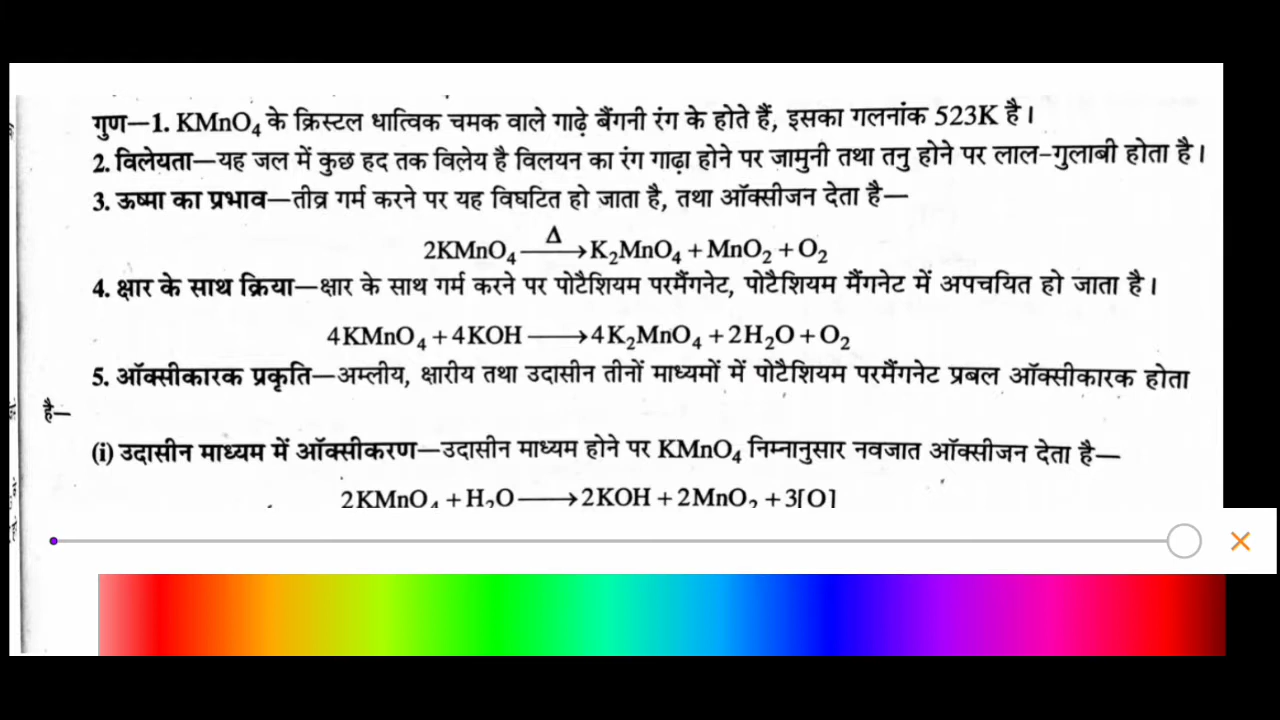 गुण—1. KMnO₄ के क्रिस्टल धात्विक चमक वाले गाढ़े बैंगनी रंग के होते हैं, इसका गलनांक 523K है।
2. विलेयता—यह जल में कुछ हद तक विलेय है विलयन का रंग गाढ़ा होने पर जामुनी तथा तनु होने पर लाल-गुलाबी होता है।
3. ऊष्मा का प्रभाव—तीव्र गर्म करने पर यह विघटित हो जाता है, तथा ऑक्सीजन देता है—
2KMnO₄ —Δ→ K₂MnO₄ + MnO₂ + O₂
4. क्षार के साथ क्रिया—क्षार के साथ गर्म करने पर पोटैशियम परमैंगनेट, पोटैशियम मैंगनेट में अपचयित हो जाता है।
4KMnO₄ + 4KOH ⟶ 4K₂MnO₄ + 2H₂O + O₂
5. ऑक्सीकारक प्रकृति—अम्लीय, क्षारीय तथा उदासीन तीनों माध्यमों में पोटैशियम परमैंगनेट प्रबल ऑक्सीकारक होता
है—
(i) उदासीन माध्यम में ऑक्सीकरण—उदासीन माध्यम होने पर KMnO₄ निम्नानुसार नवजात ऑक्सीजन देता है—
2KMnO₄ + H₂O ⟶ 2KOH + 2MnO₂ + 3[O]